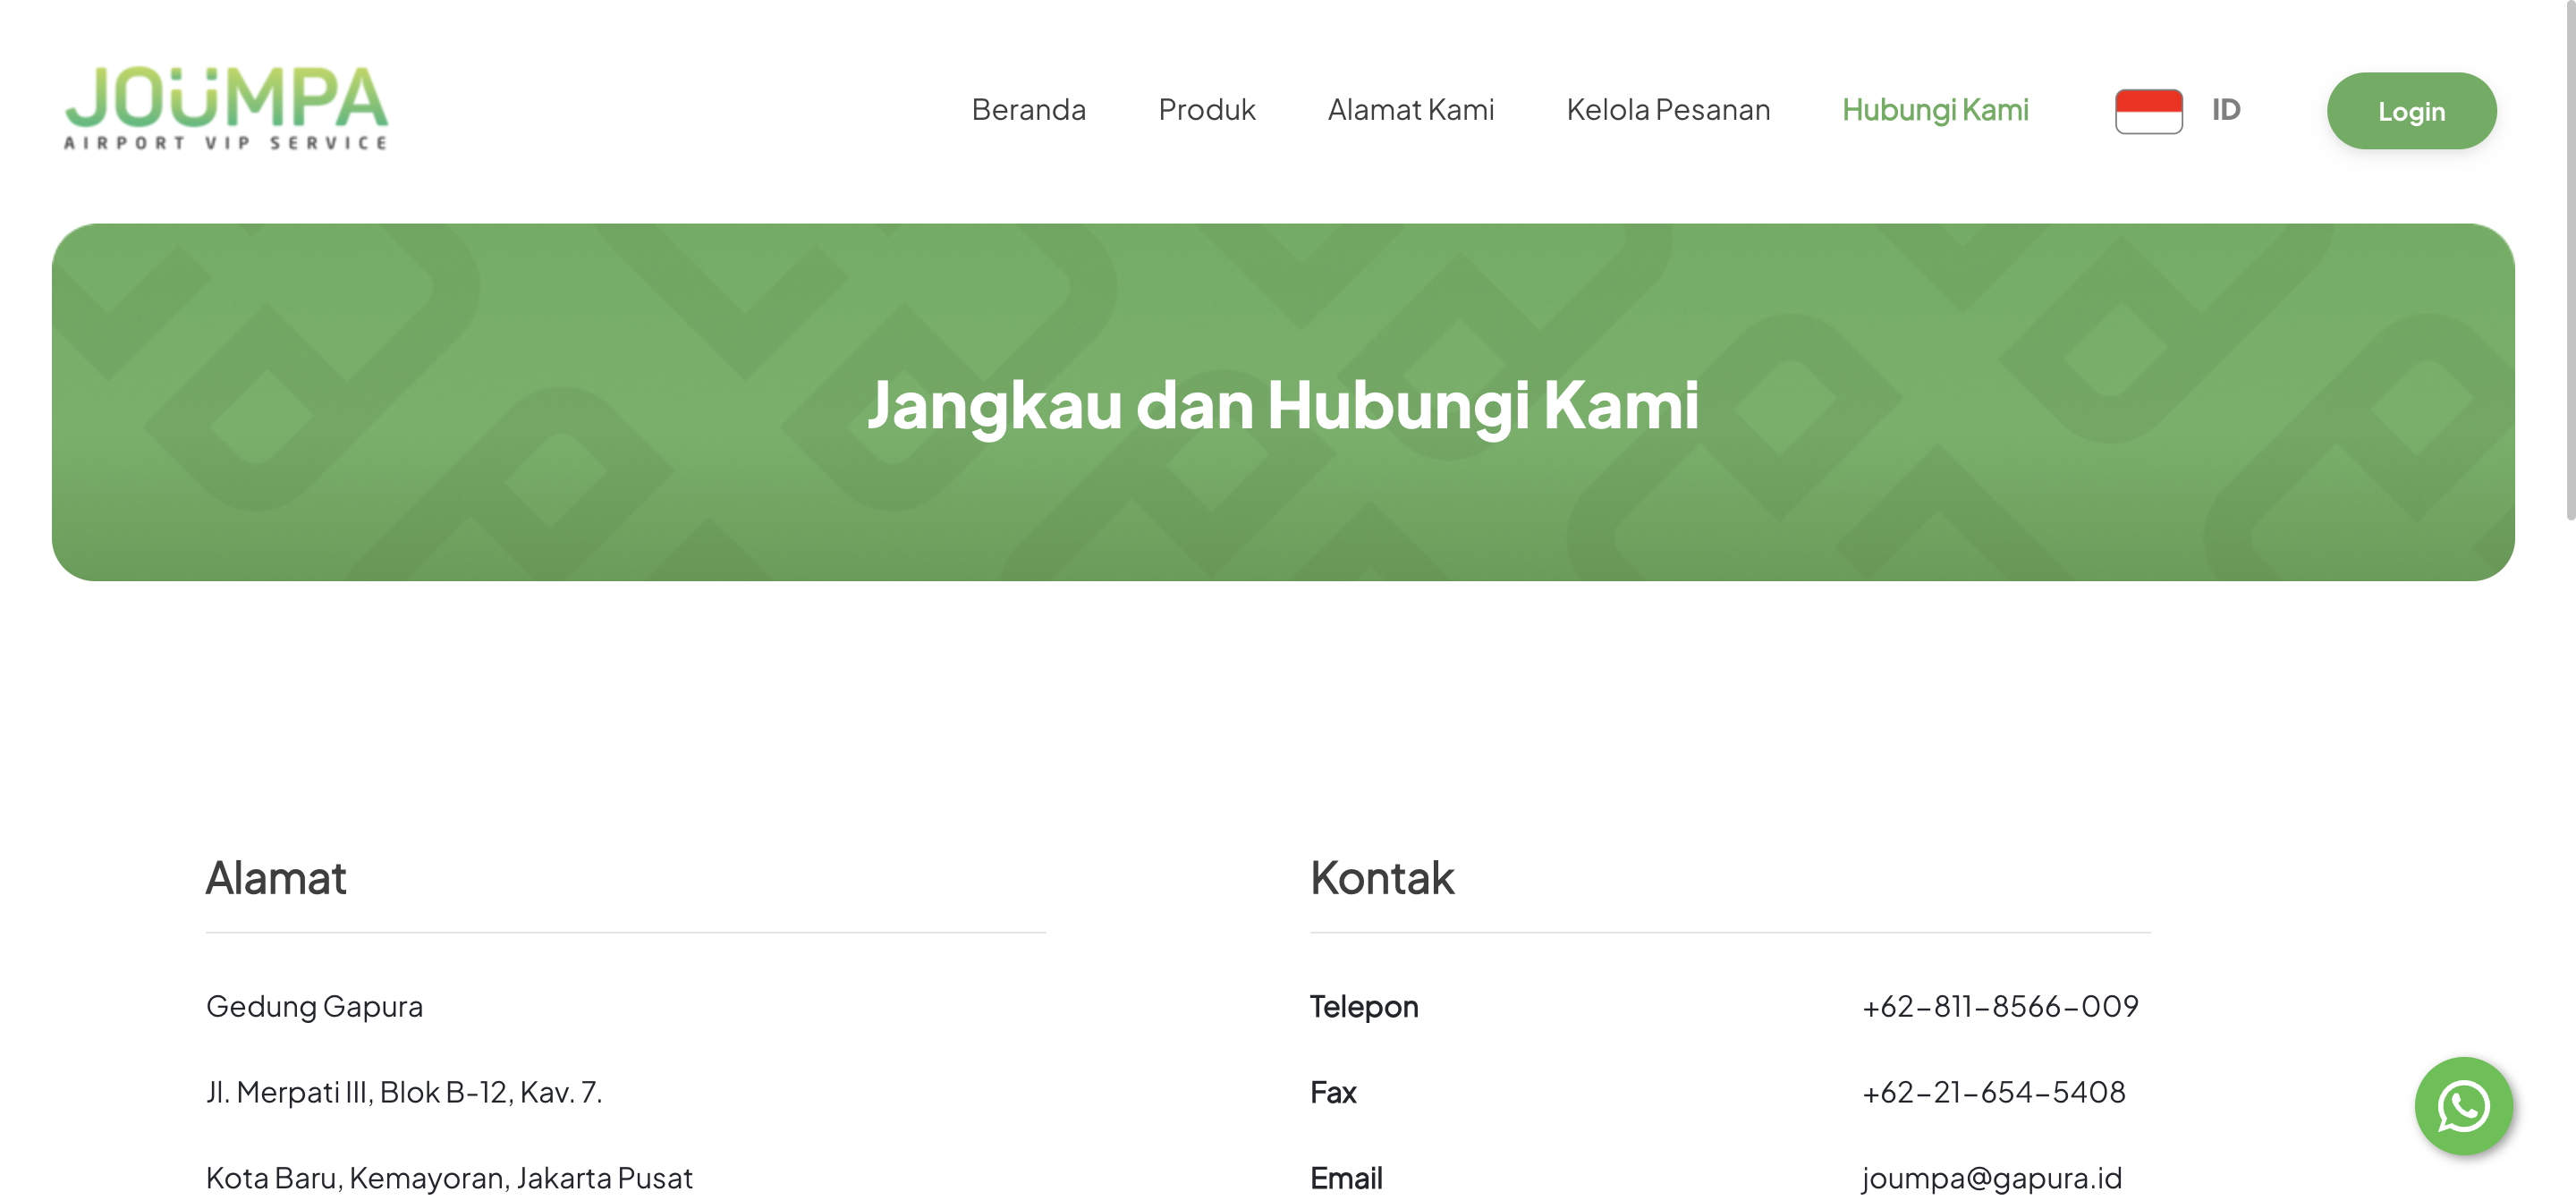 JOUMPA
AIRPORT VIP SERVICE
Beranda
Produk
Alamat Kami
Kelola Pesanan
Hubungi Kami
ID
Login
Jangkau dan Hubungi Kami
Alamat
Gedung Gapura
Jl. Merpati III, Blok B-12, Kav. 7.
Kota Baru, Kemayoran, Jakarta Pusat
Kontak
Telepon +62-811-8566-009
Fax +62-21-654-5408
Email joumpa@gapura.id